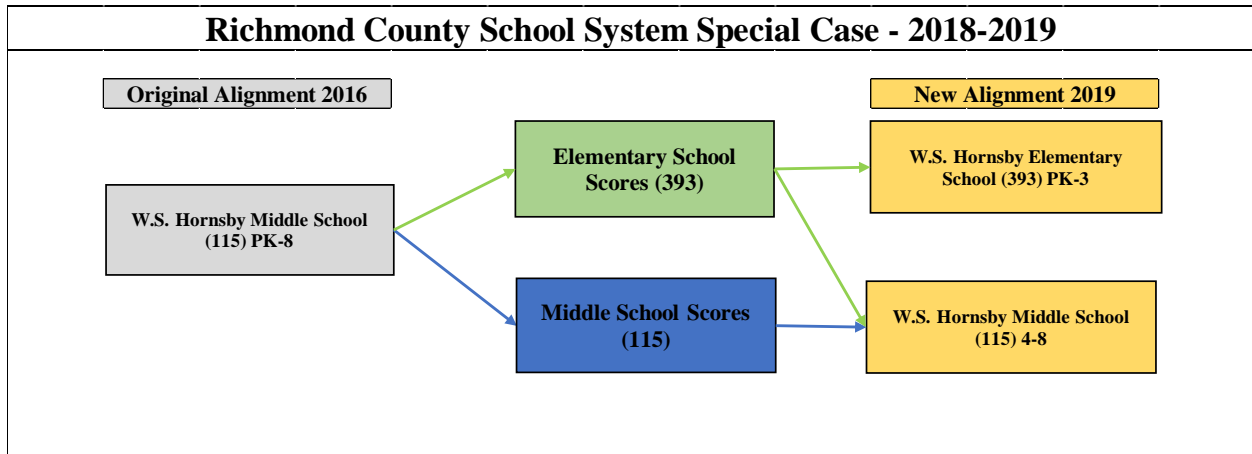 Richmond County School System Special Case - 2018-2019
Original Alignment 2016
New Alignment 2019
Elementary School
Scores (393)
W.S. Hornsby Elementary
School (393) PK-3
W.S. Hornsby Middle School
(115) PK-8
Middle School Scores
(115)
W.S. Hornsby Middle School
(115) 4-8